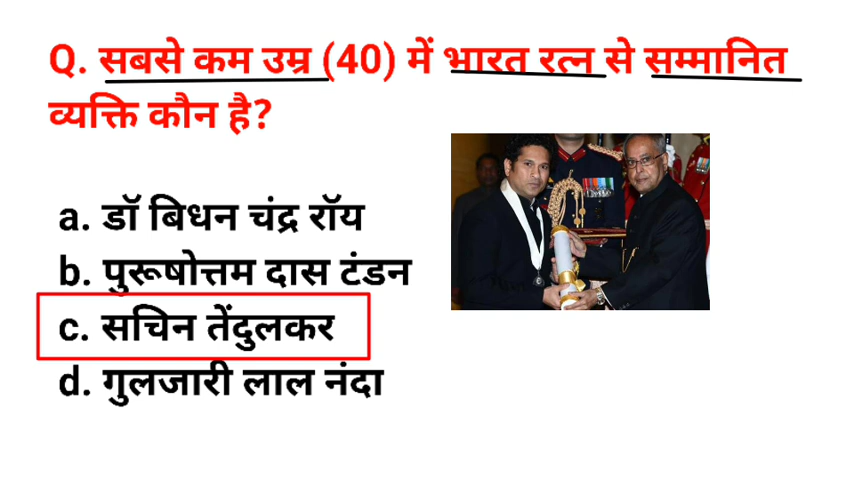 Q. सबसे कम उम्र (40) में भारत रत्न से सम्मानित
व्यक्ति कौन है?
a. डॉ बिधन चंद्र रॉय
b. पुरूषोत्तम दास टंडन
c. सचिन तेंदुलकर
d. गुलजारी लाल नंदा